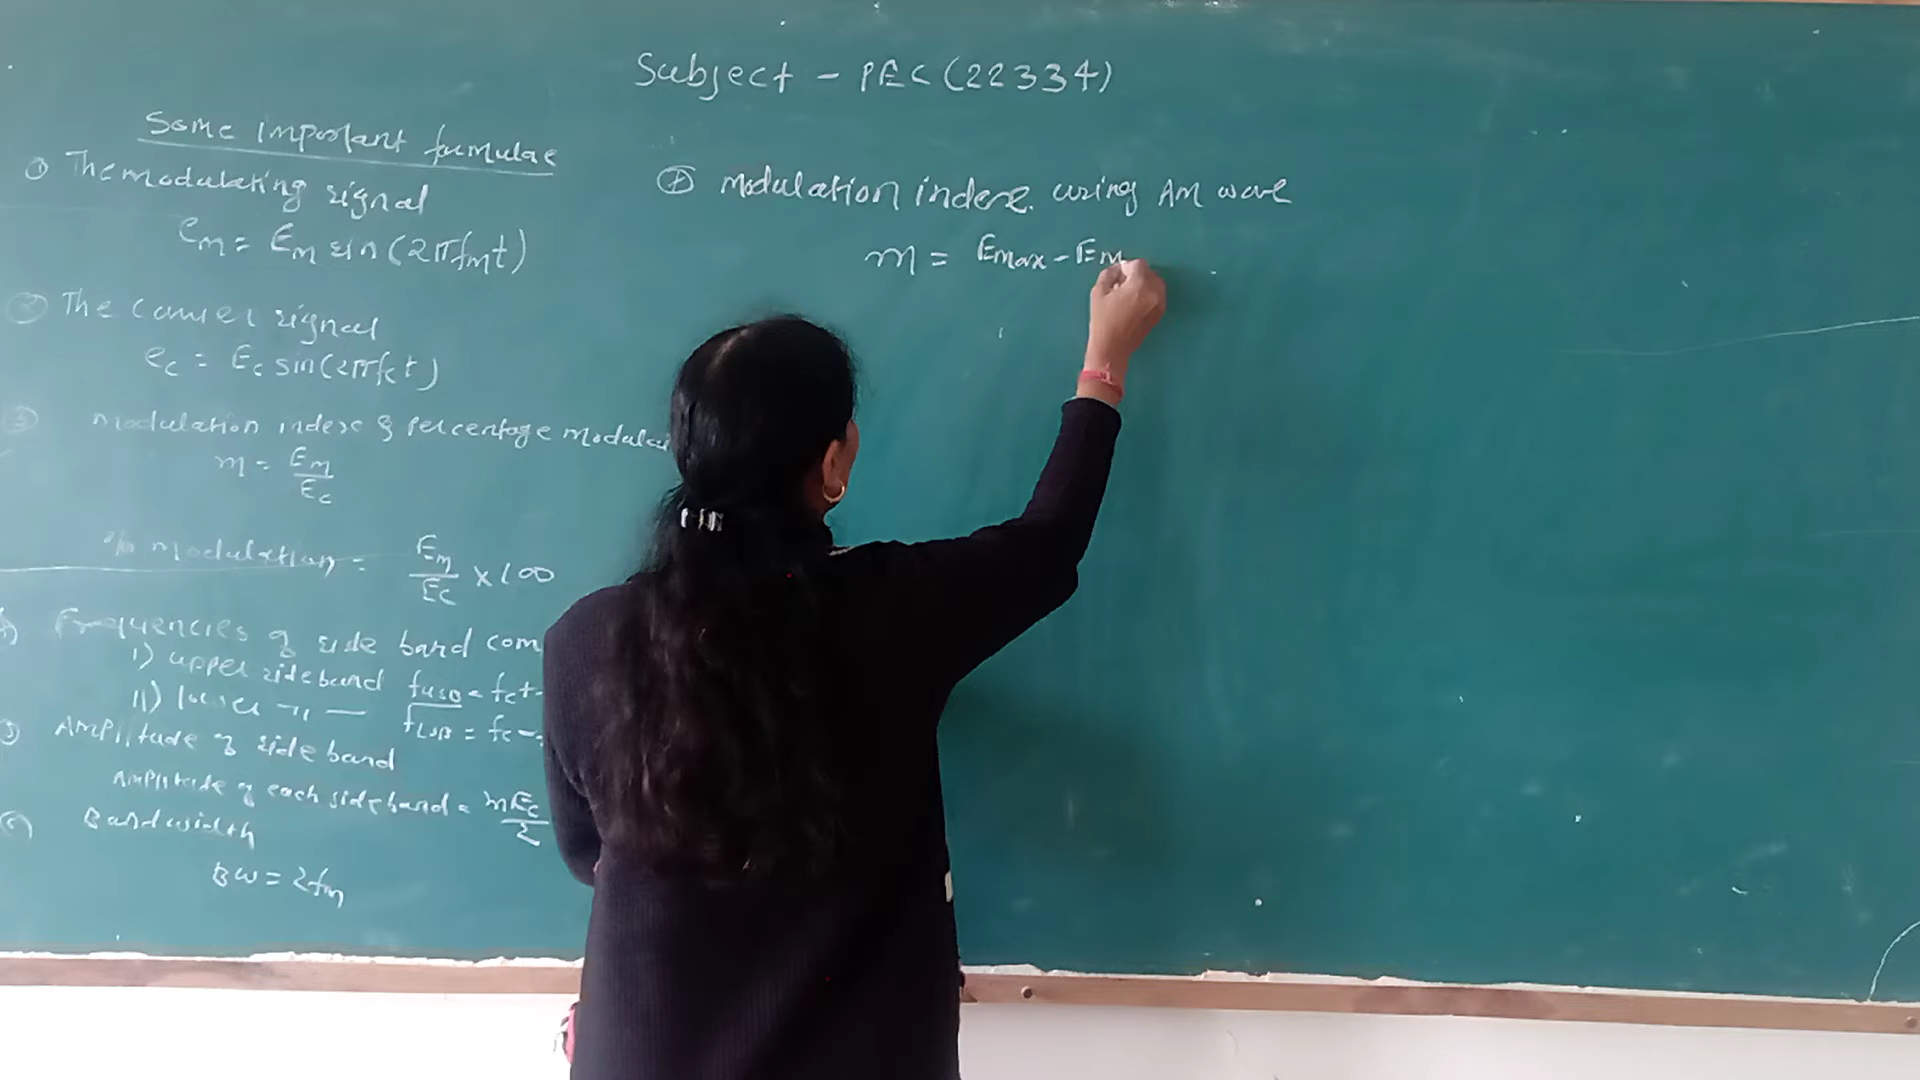 Subject - PEC (22334)
Some important formulae
① The modulating signal
em = Em sin (2πfmt)
② The carrier signal
ec = Ec sin (2πfct)
③ modulation index & percentage modulat
m = Em/Ec
% modulation = Em/Ec × 100
Frequencies of side band com
i) upper sideband fUSB = fc +
ii) lower -11- fLSB = fc -
Amplitude of side band
Amplitude of each sideband = mEc/2
Bandwidth
BW = 2fm
⑦ Modulation index. using AM wave
m = Emax - Em